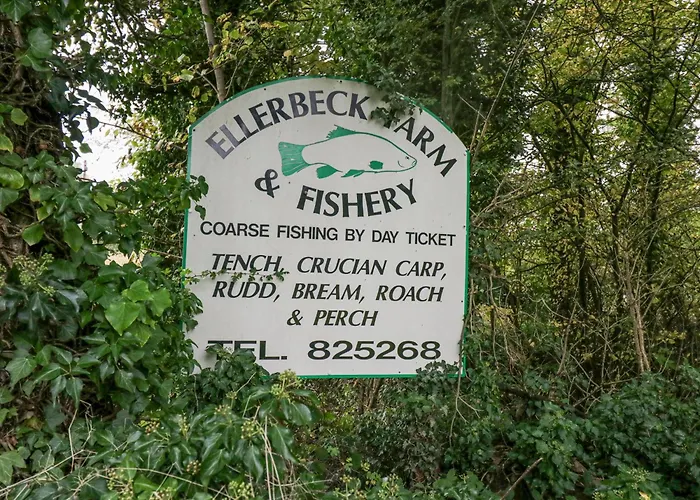 ELLERBECK FARM
& FISHERY
COARSE FISHING BY DAY TICKET
TENCH, CRUCIAN CARP,
RUDD, BREAM, ROACH
& PERCH
TEL. 825268